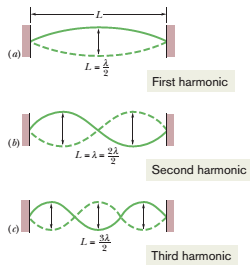 L
(a)
L = λ/2
First harmonic
(b)
L = λ = 2λ/2
Second harmonic
(c)
L = 3λ/2
Third harmonic